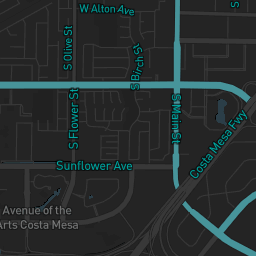 W Alton Ave
S Olive St
S Birch St
S Flower St
S Main St
Costa Mesa Fwy
Sunflower Ave
Avenue of the
Arts Costa Mesa